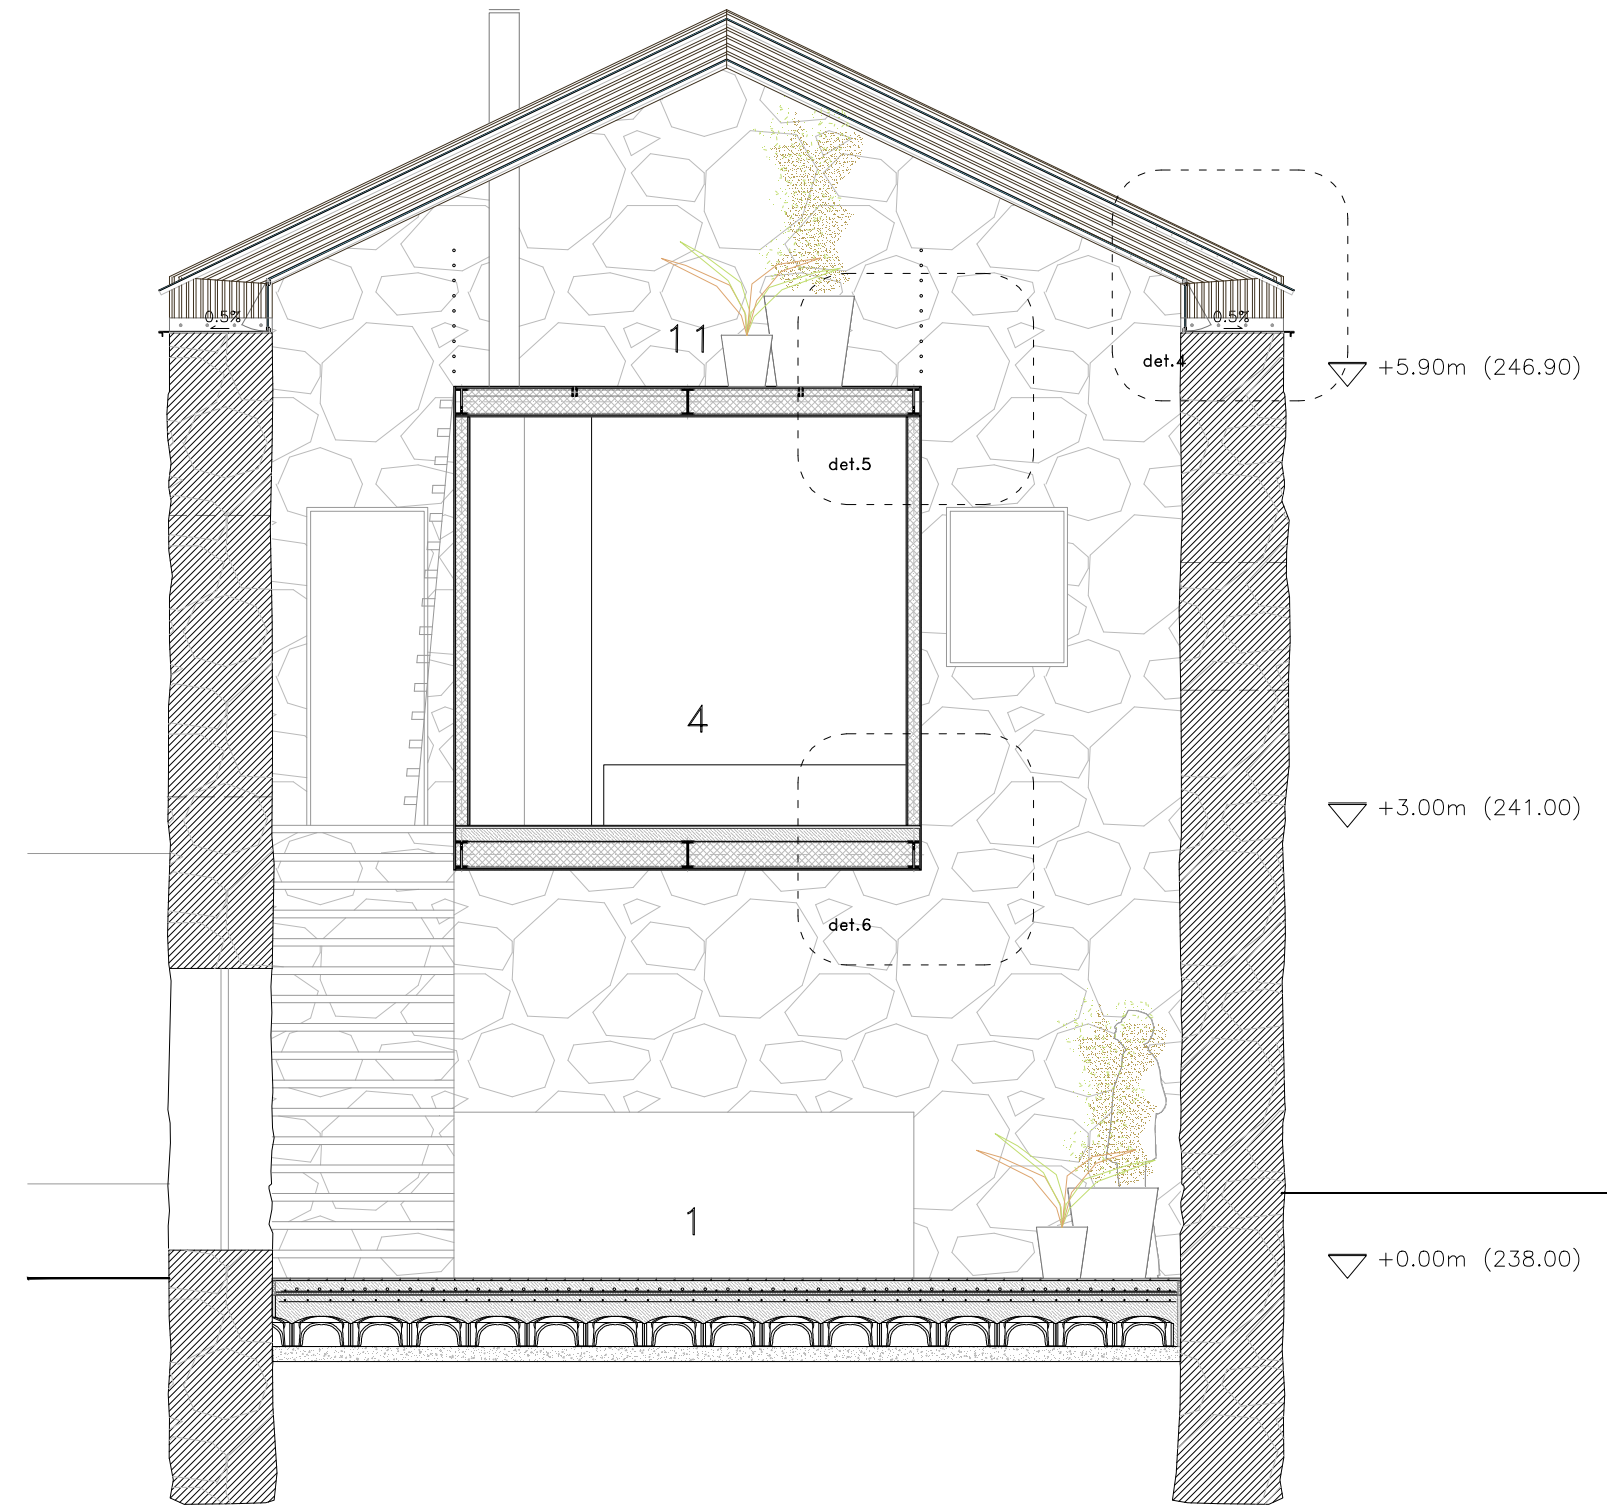 0.5%
0.5%
11
det.4
+5.90m (246.90)
det.5
4
+3.00m (241.00)
det.6
1
+0.00m (238.00)